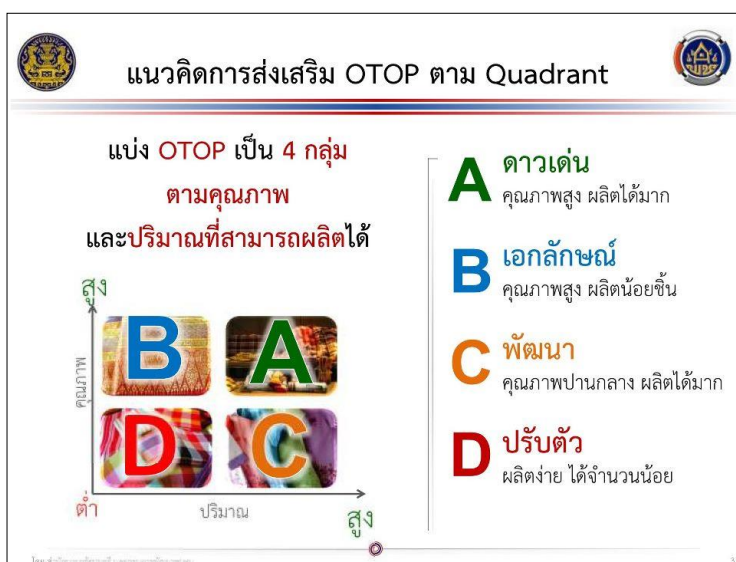 แนวคิดการส่งเสริม OTOP ตาม Quadrant
แบ่ง OTOP เป็น 4 กลุ่ม
ตามคุณภาพ
และปริมาณที่สามารถผลิตได้
สูง
คุณภาพ
B
A
D
C
ต่ำ
ปริมาณ
สูง
A ดาวเด่น
คุณภาพสูง ผลิตได้มาก
B เอกลักษณ์
คุณภาพสูง ผลิตน้อยชิ้น
C พัฒนา
คุณภาพปานกลาง ผลิตได้มาก
D ปรับตัว
ผลิตง่าย ได้จำนวนน้อย